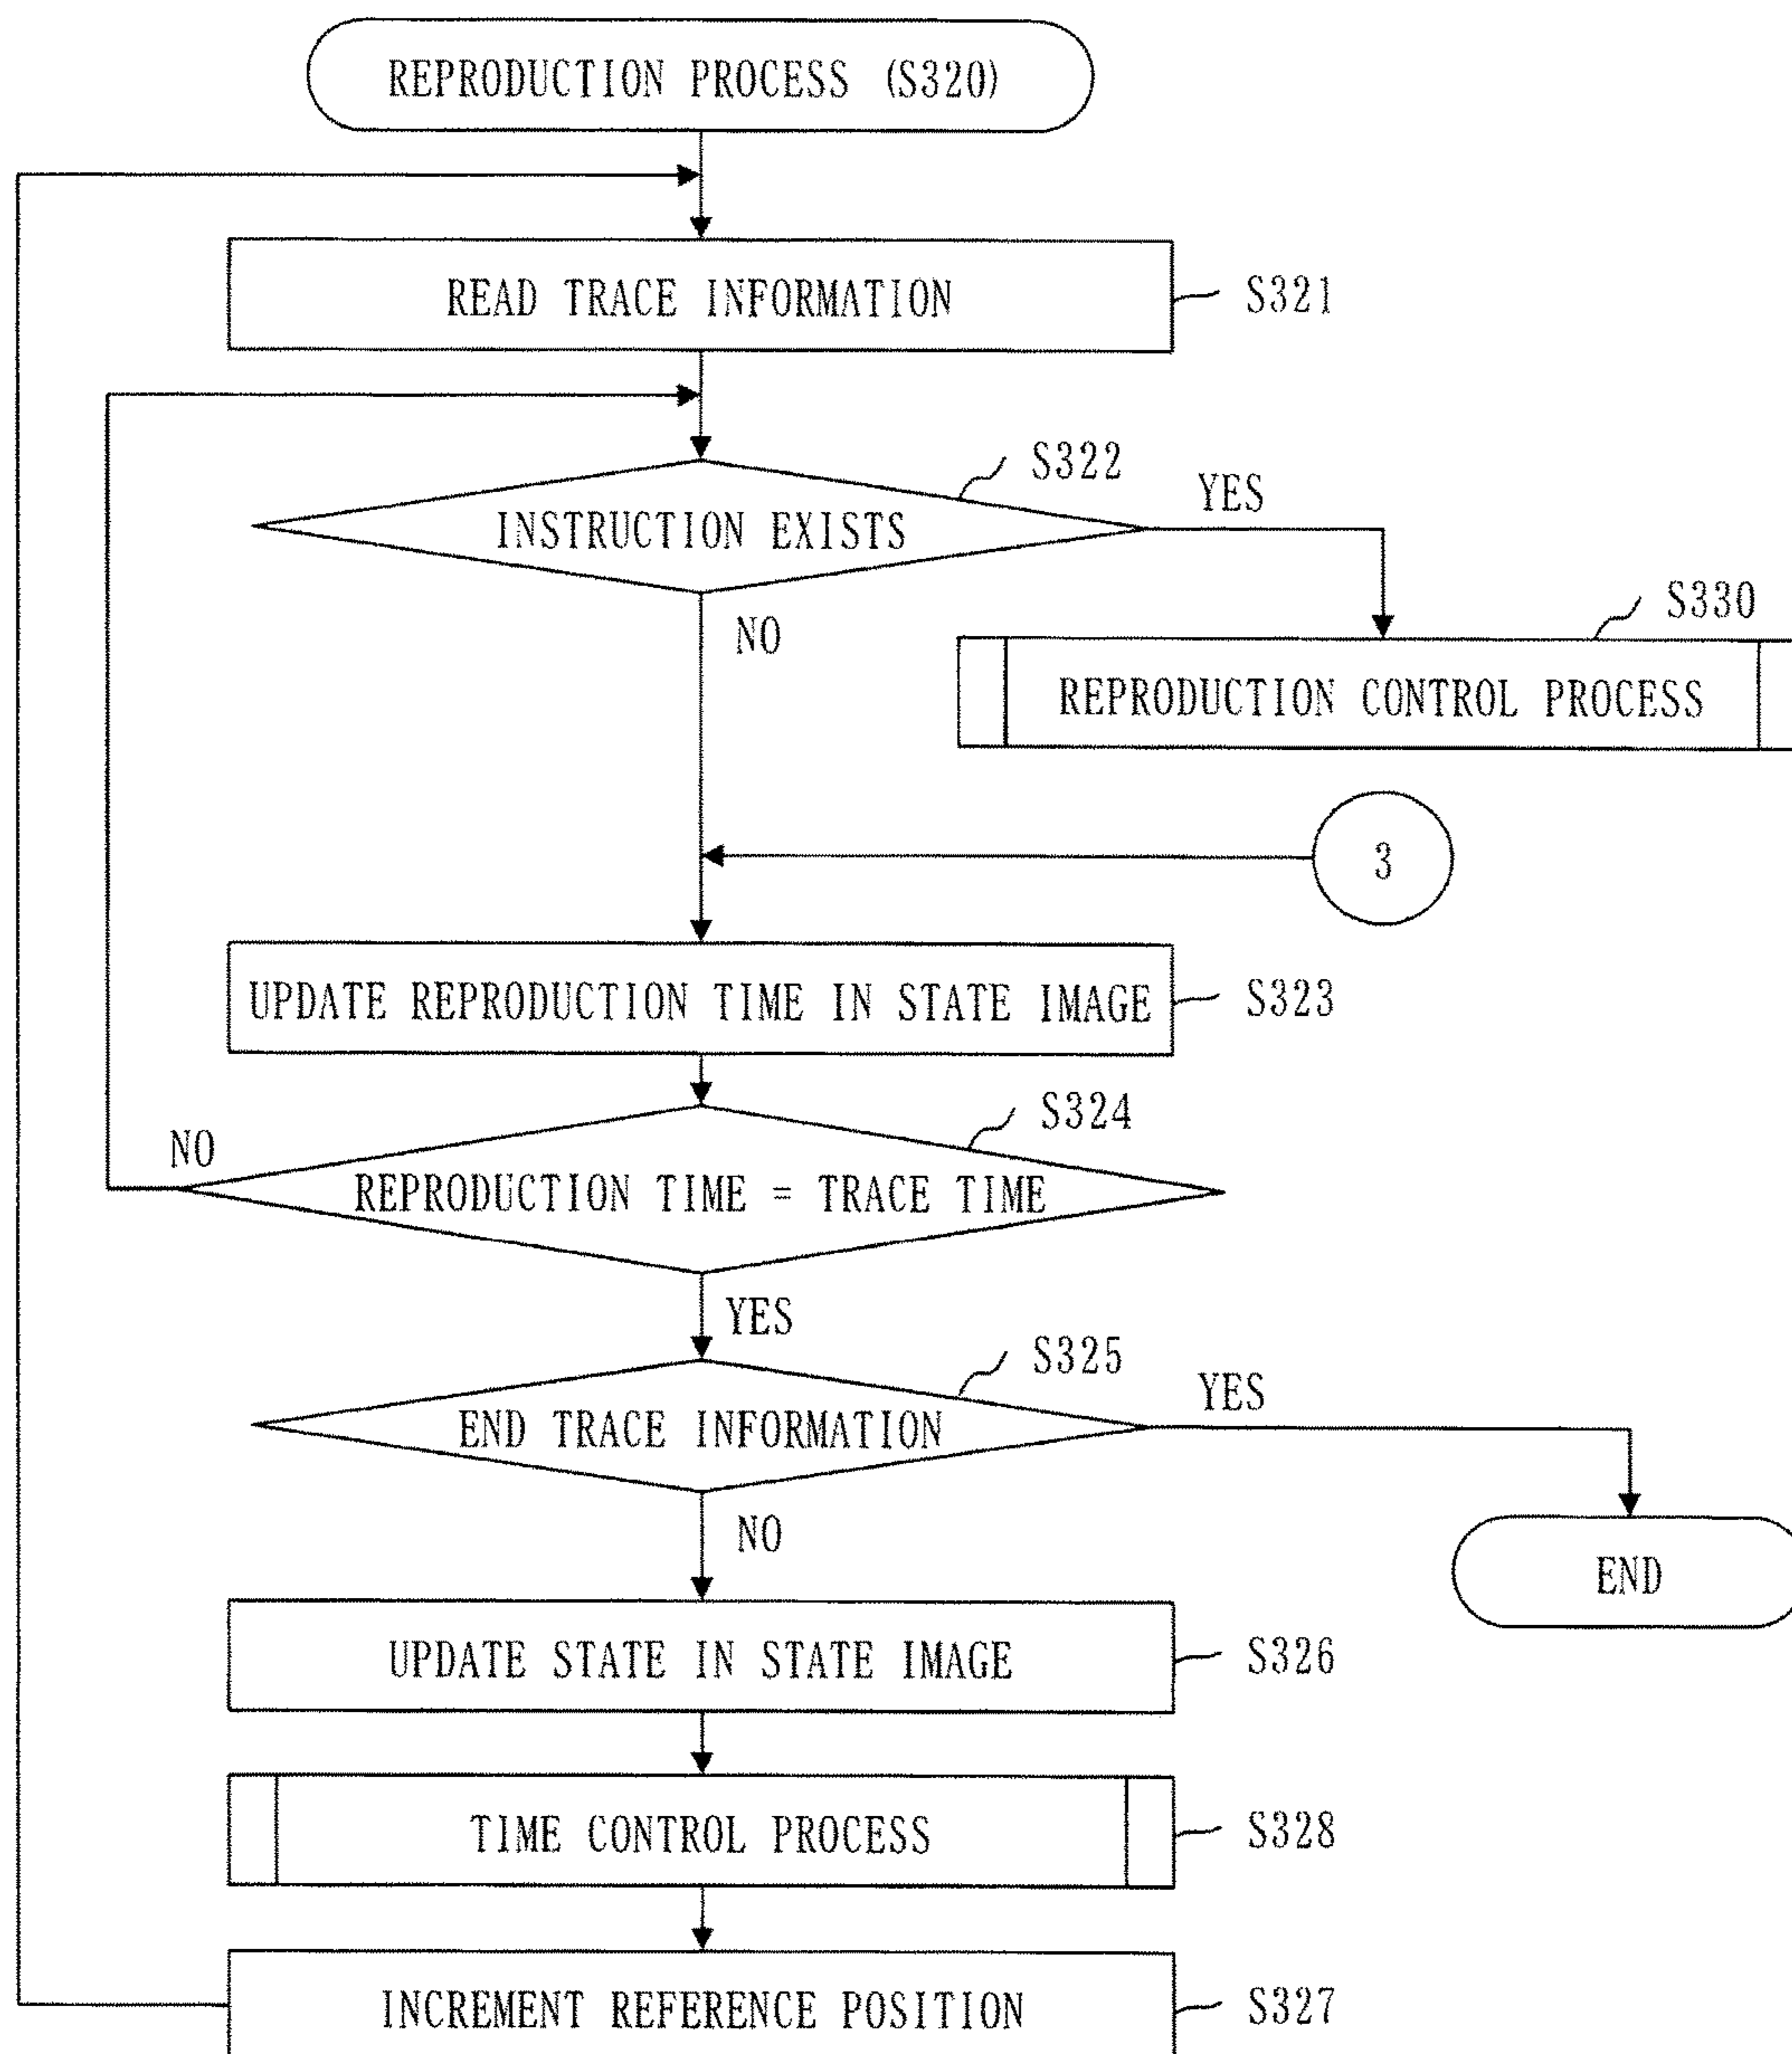 REPRODUCTION PROCESS (S320)
READ TRACE INFORMATION
S321
S322
INSTRUCTION EXISTS
YES
NO
S330
REPRODUCTION CONTROL PROCESS
3
UPDATE REPRODUCTION TIME IN STATE IMAGE
S323
S324
NO
REPRODUCTION TIME = TRACE TIME
YES
S325
END TRACE INFORMATION
YES
NO
END
UPDATE STATE IN STATE IMAGE
S326
TIME CONTROL PROCESS
S328
INCREMENT REFERENCE POSITION
S327